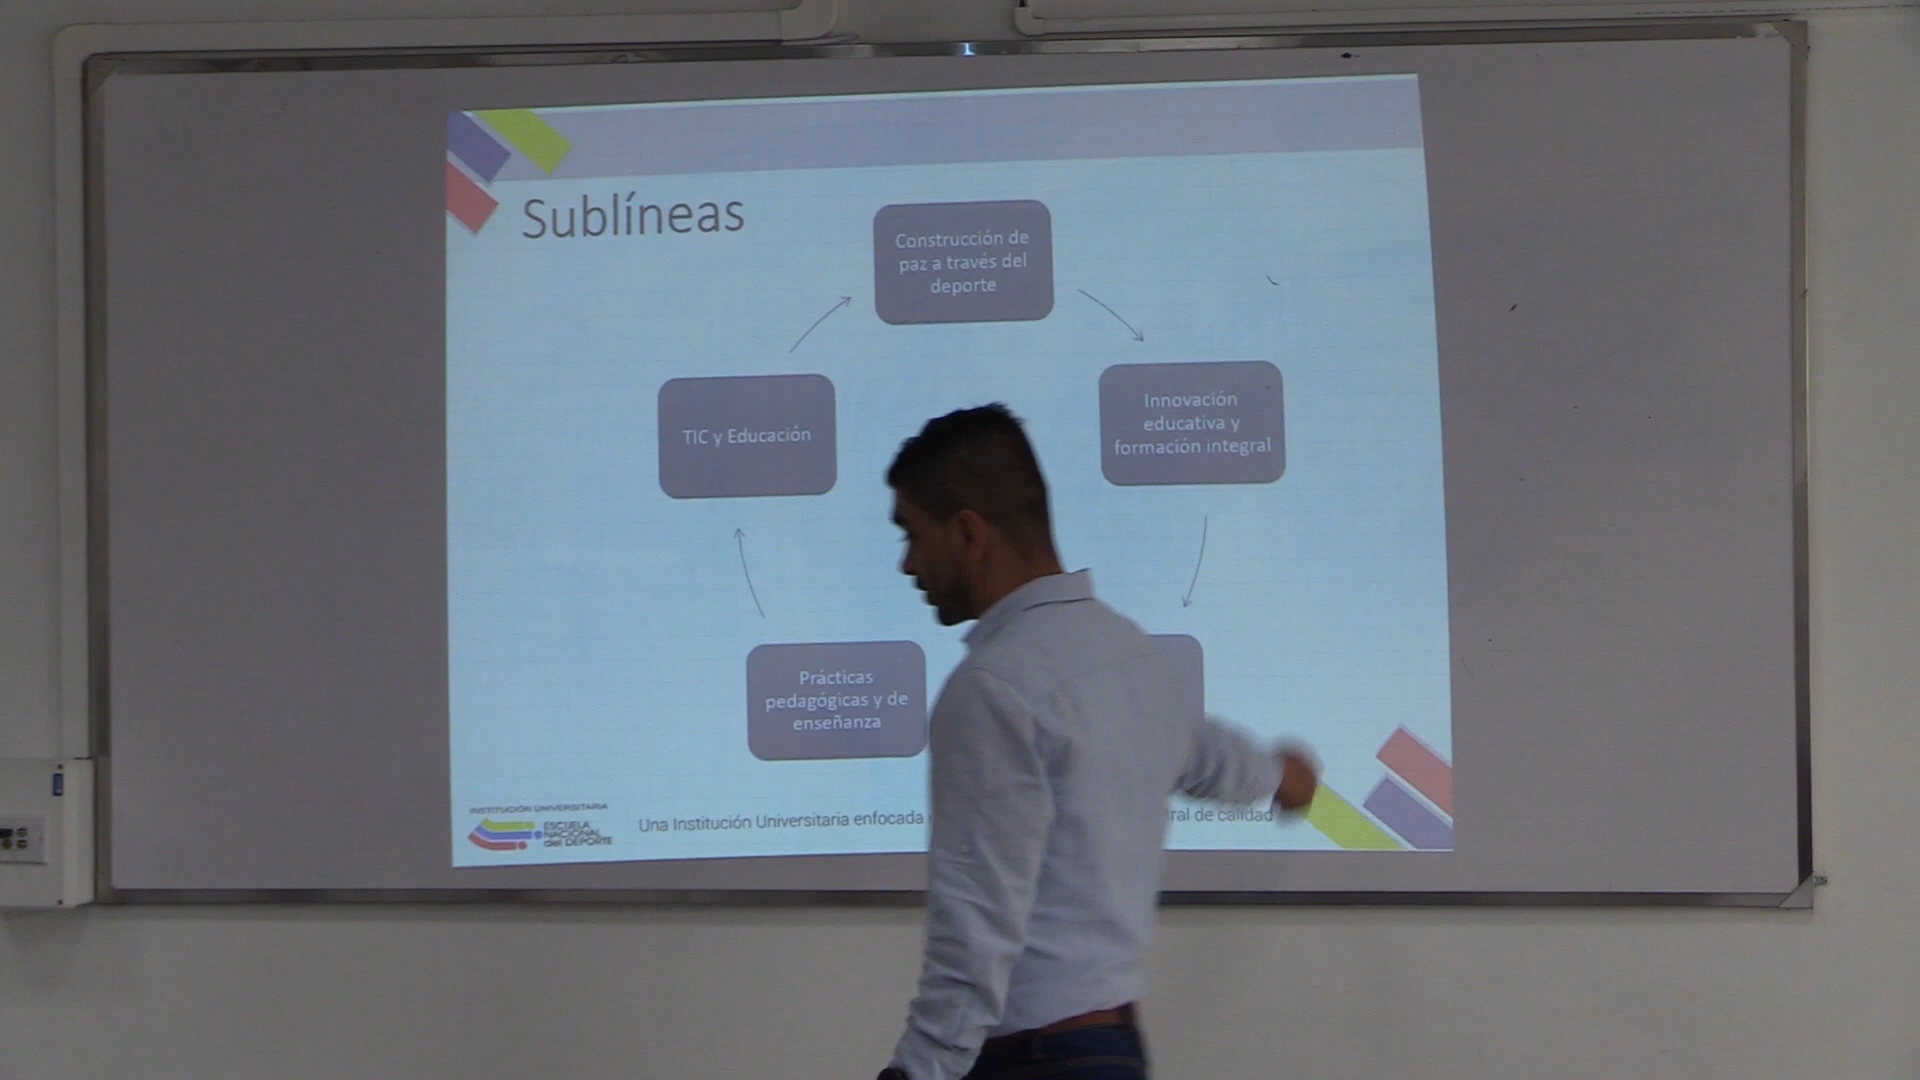 Sublíneas
Construcción de
paz a través del
deporte
Innovación
educativa y
formación integral
TIC y Educación
Prácticas
pedagógicas y de
enseñanza
INSTITUCIÓN UNIVERSITARIA
ESCUELA
NACIONAL
del DEPORTE
Una Institución Universitaria enfocada
ral de calidad